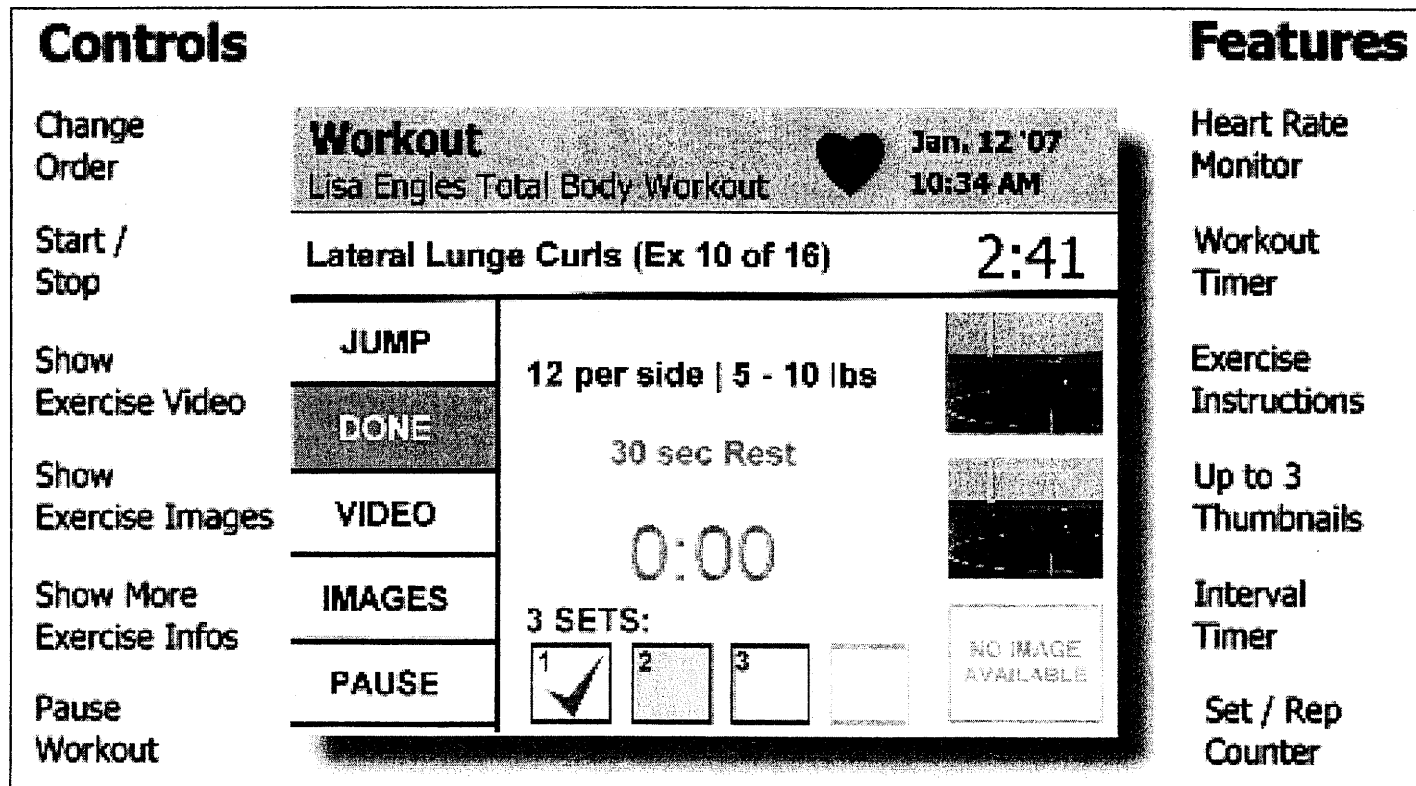 Controls
Change
Order
Start /
Stop
Show
Exercise Video
Show
Exercise Images
Show More
Exercise Infos
Pause
Workout
Workout
Lisa Engles Total Body Workout
Jan. 12 '07
10:34 AM
Lateral Lunge Curls (Ex 10 of 16)
2:41
JUMP
DONE
VIDEO
IMAGES
PAUSE
12 per side | 5 - 10 lbs
30 sec Rest
0:00
3 SETS:
1
2
3
NO IMAGE
AVAILABLE
Features
Heart Rate
Monitor
Workout
Timer
Exercise
Instructions
Up to 3
Thumbnails
Interval
Timer
Set / Rep
Counter